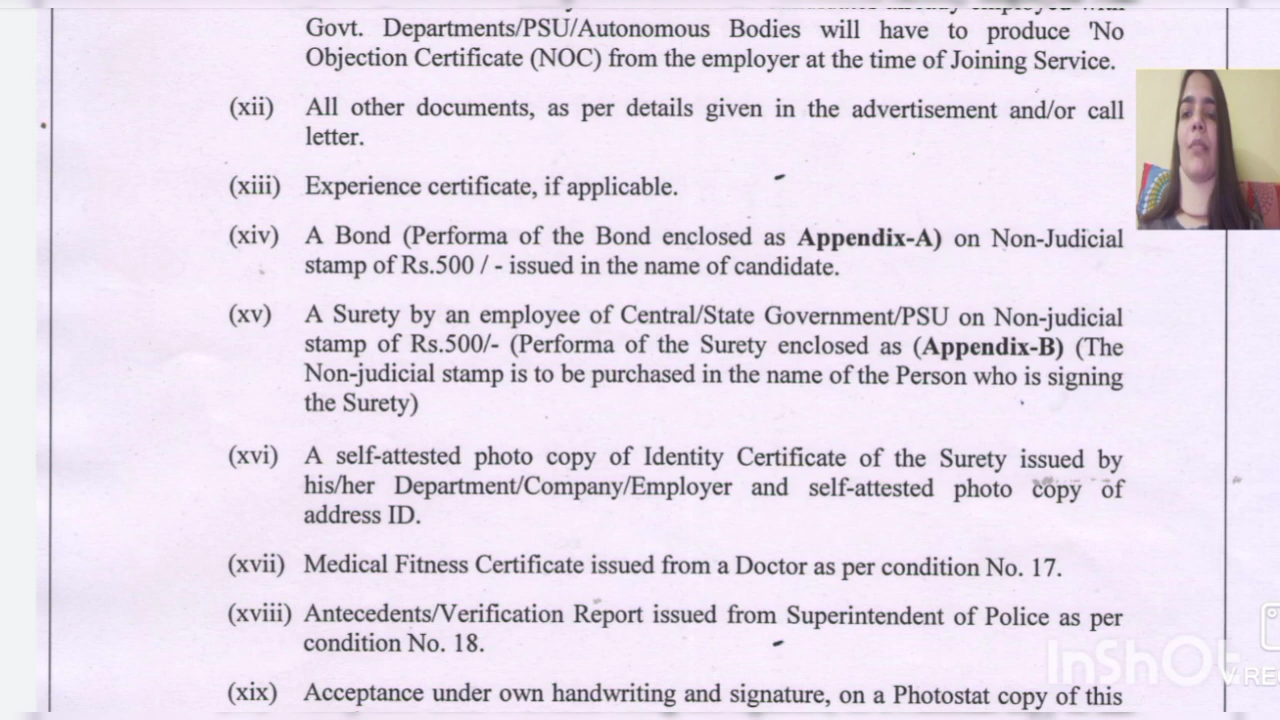 Govt. Departments/PSU/Autonomous Bodies will have to produce 'No
Objection Certificate (NOC) from the employer at the time of Joining Service.
(xii) All other documents, as per details given in the advertisement and/or call
letter.
(xiii) Experience certificate, if applicable.
(xiv) A Bond (Performa of the Bond enclosed as Appendix-A) on Non-Judicial
stamp of Rs.500 / - issued in the name of candidate.
(xv) A Surety by an employee of Central/State Government/PSU on Non-judicial
stamp of Rs.500/- (Performa of the Surety enclosed as (Appendix-B) (The
Non-judicial stamp is to be purchased in the name of the Person who is signing
the Surety)
(xvi) A self-attested photo copy of Identity Certificate of the Surety issued by
his/her Department/Company/Employer and self-attested photo copy of
address ID.
(xvii) Medical Fitness Certificate issued from a Doctor as per condition No. 17.
(xviii) Antecedents/Verification Report issued from Superintendent of Police as per
condition No. 18.
(xix) Acceptance under own handwriting and signature, on a Photostat copy of this
InShOt